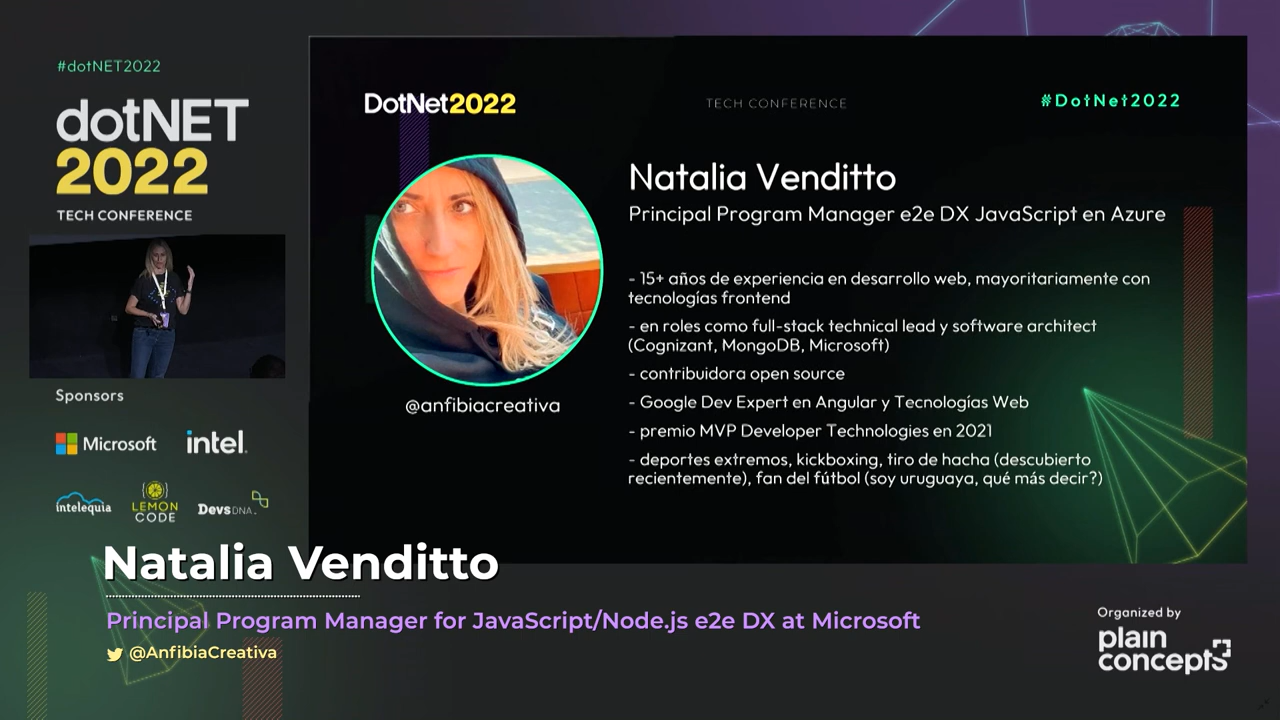 #dotNET2022
dotNET
2022
TECH CONFERENCE
Sponsors
Microsoft
intel.
intelequia
LEMON
CODE
DevsDNA
DotNet2022
TECH CONFERENCE
#DotNet2022
@anfibiacreativa
Natalia Venditto
Principal Program Manager e2e DX JavaScript en Azure
- 15+ años de experiencia en desarrollo web, mayoritariamente con
tecnologías frontend
- en roles como full-stack technical lead y software architect
(Cognizant, MongoDB, Microsoft)
- contribuidora open source
- Google Dev Expert en Angular y Tecnologías Web
- premio MVP Developer Technologies en 2021
- deportes extremos, kickboxing, tiro de hacha (descubierto
recientemente), fan del fútbol (soy uruguaya, qué más decir?)
Natalia Venditto
Principal Program Manager for JavaScript/Node.js e2e DX at Microsoft
@AnfibiaCreativa
Organized by
plain
concepts